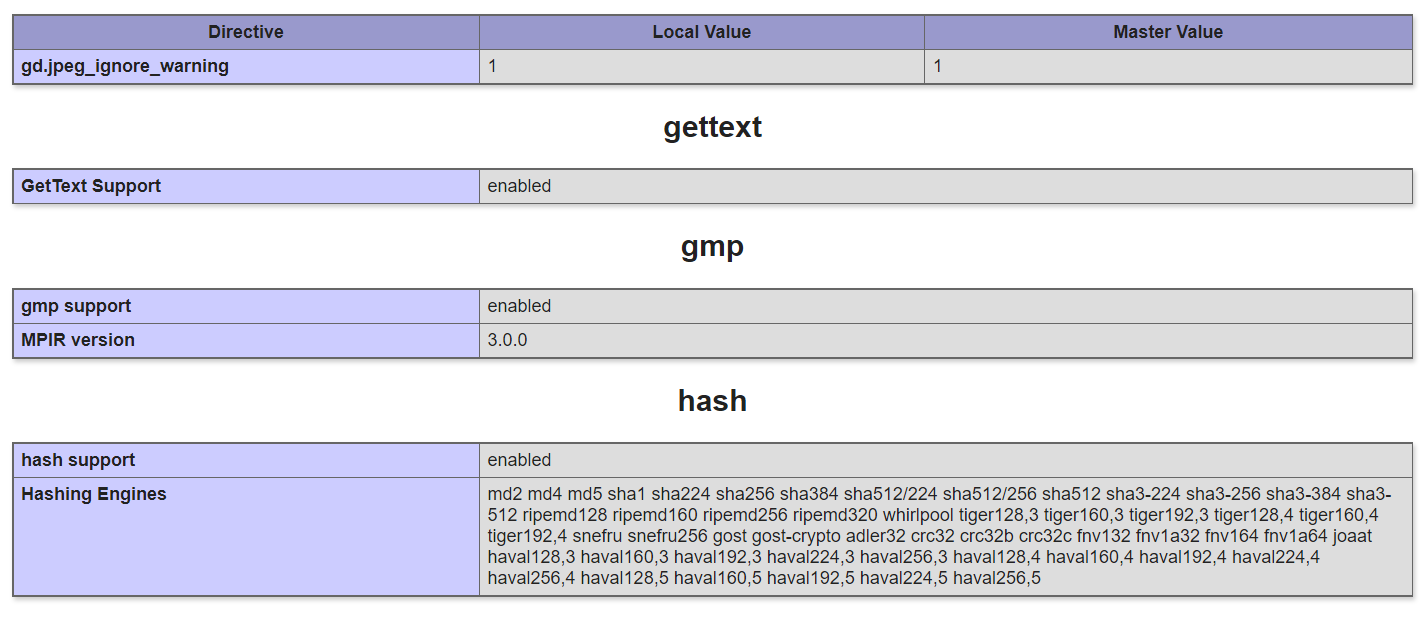 Directive Local Value Master Value
gd.jpeg_ignore_warning 1 1
gettext
GetText Support enabled
gmp
gmp support enabled
MPIR version 3.0.0
hash
hash support enabled
Hashing Engines md2 md4 md5 sha1 sha224 sha256 sha384 sha512/224 sha512/256 sha512 sha3-224 sha3-256 sha3-384 sha3-
512 ripemd128 ripemd160 ripemd256 ripemd320 whirlpool tiger128,3 tiger160,3 tiger192,3 tiger128,4 tiger160,4
tiger192,4 snefru snefru256 gost gost-crypto adler32 crc32 crc32b crc32c fnv132 fnv1a32 fnv164 fnv1a64 joaat
haval128,3 haval160,3 haval192,3 haval224,3 haval256,3 haval128,4 haval160,4 haval192,4 haval224,4
haval256,4 haval128,5 haval160,5 haval192,5 haval224,5 haval256,5